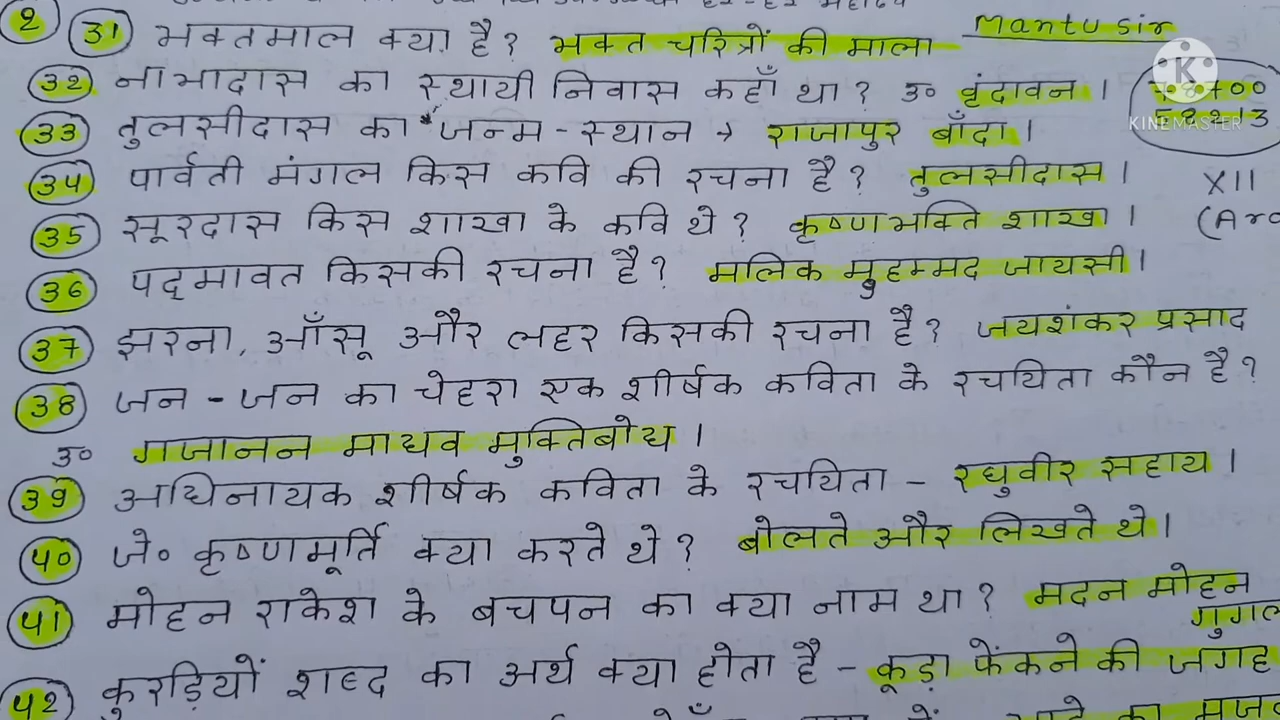 2 31 भक्तमाल क्या है? भक्त चरित्रों की माला Mantu sir
32 नाभादास का स्थायी निवास कहाँ था? उ० वृंदावन।
33 तुलसीदास का जन्म-स्थान → राजापुर बाँदा।
KINEMASTER
34 पार्वती मंगल किस कवि की रचना है? तुलसीदास। XII
35 सूरदास किस शाखा के कवि थे? कृष्णभक्ति शाखा।
36 पद्मावत किसकी रचना है? मलिक मुहम्मद जायसी।
37 झरना, आँसू और लहर किसकी रचना है? जयशंकर प्रसाद
38 जन-जन का चेहरा एक शीर्षक कविता के रचयिता कौन है?
उ० गजानन माधव मुक्तिबोध।
39 अधिनायक शीर्षक कविता के रचयिता - रघुवीर सहाय।
40 जे० कृष्णमूर्ति क्या करते थे? बोलते और लिखते थे।
41 मोहन राकेश के बचपन का क्या नाम था? मदन मोहन
42 कुरड़ियों शब्द का अर्थ क्या होता है - कूड़ा फेंकने की जगह